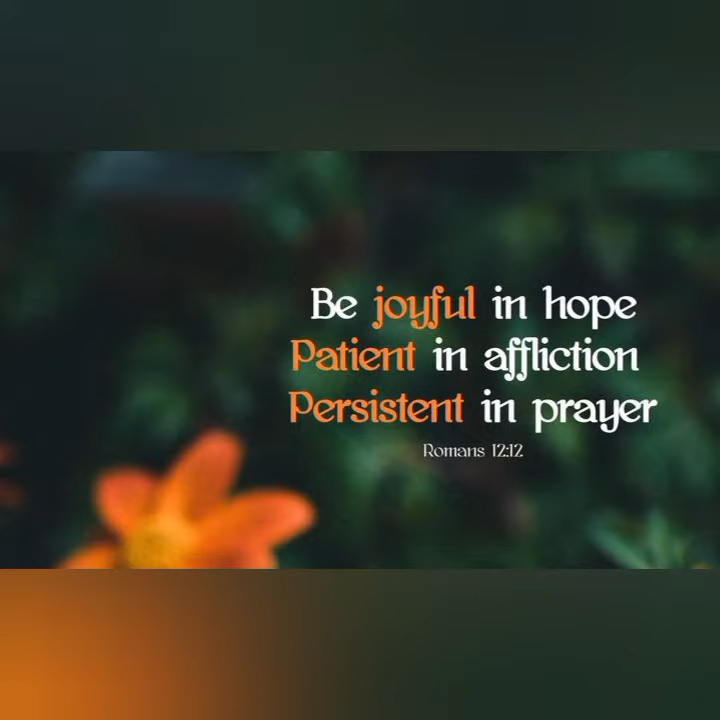 Be joyful in hope
Patient in affliction
Persistent in prayer
Romans 12:12